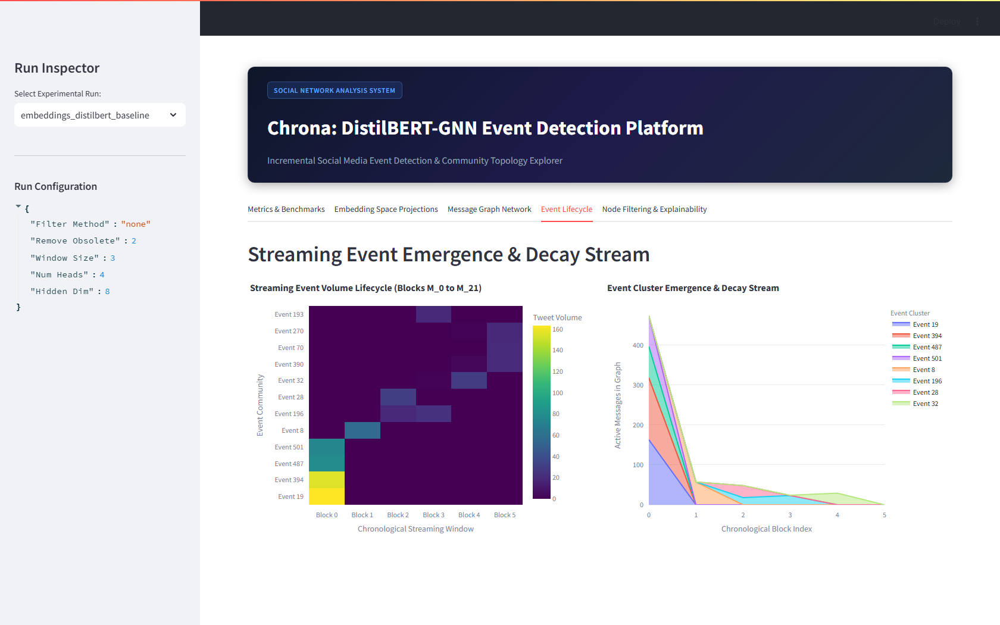 Deploy
Run Inspector
Select Experimental Run:
embeddings_distilbert_baseline
Run Configuration
{
"Filter Method" : "none"
"Remove Obsolete" : 2
"Window Size" : 3
"Num Heads" : 4
"Hidden Dim" : 8
}
SOCIAL NETWORK ANALYSIS SYSTEM
Chrona: DistilBERT-GNN Event Detection Platform
Incremental Social Media Event Detection & Community Topology Explorer
Metrics & Benchmarks Embedding Space Projections Message Graph Network Event Lifecycle Node Filtering & Explainability
Streaming Event Emergence & Decay Stream
Streaming Event Volume Lifecycle (Blocks M_0 to M_21)
Event Community
Event 193
Event 270
Event 70
Event 390
Event 32
Event 28
Event 196
Event 8
Event 501
Event 487
Event 394
Event 19
Block 0 Block 1 Block 2 Block 3 Block 4 Block 5
Chronological Streaming Window
Tweet Volume
160
140
120
100
80
60
40
20
0
Event Cluster Emergence & Decay Stream
Active Messages in Graph
400
300
200
100
0
0 1 2 3 4 5
Chronological Block Index
Event Cluster
Event 19
Event 394
Event 487
Event 501
Event 8
Event 196
Event 28
Event 32